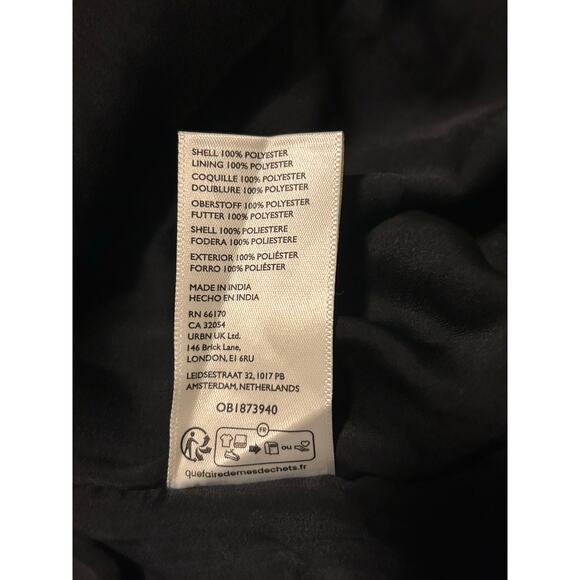 SHELL 100% POLYESTER
LINING 100% POLYESTER
COQUILLE 100% POLYESTER
DOUBLURE 100% POLYESTER
OBERSTOFF 100% POLYESTER
FUTTER 100% POLYESTER
SHELL 100% POLIESTERE
FODERA 100% POLIESTERE
EXTERIOR 100% POLIÉSTER
FORRO 100% POLIÉSTER
MADE IN INDIA
HECHO EN INDIA
RN 66170
CA 32054
URBN UK Ltd.
146 Brick Lane,
LONDON, E1 6RU
LEIDSESTRAAT 32, 1017 PB
AMSTERDAM, NETHERLANDS
OB1873940
FR
ou
quefairedemesdechets.fr